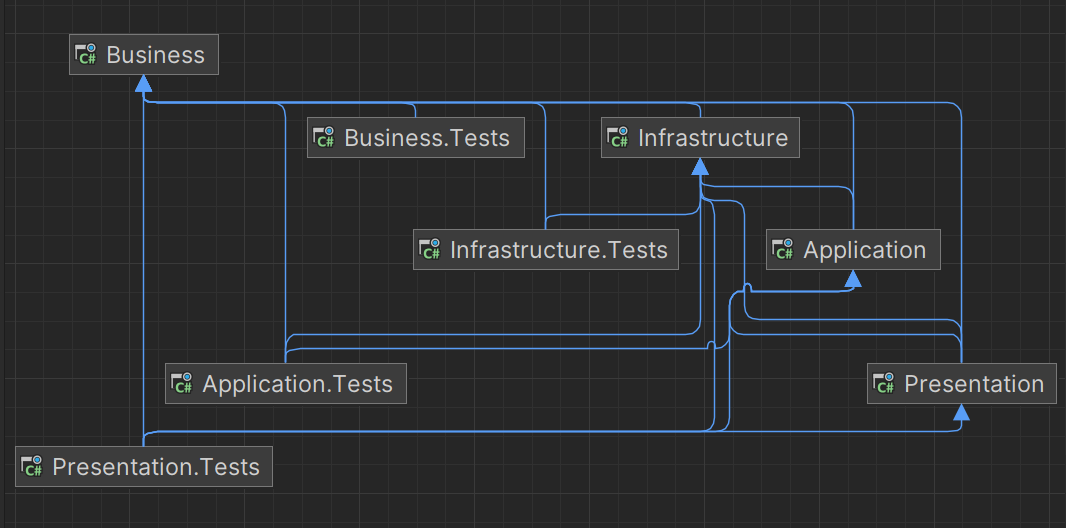 C# Business
C# Business.Tests
C# Infrastructure
C# Infrastructure.Tests
C# Application
C# Application.Tests
C# Presentation
C# Presentation.Tests